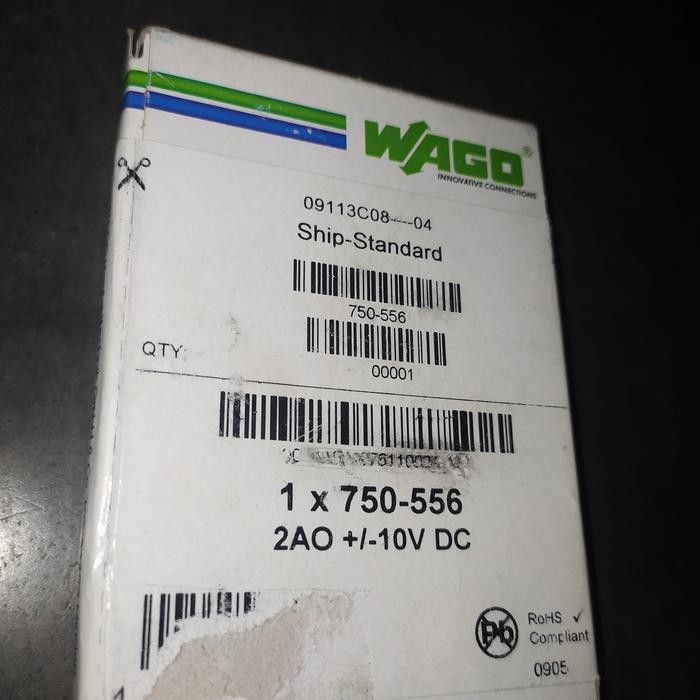 WAGO®
INNOVATIVE CONNECTIONS
09113C08----04
Ship-Standard
750-556
QTY:
00001
1 x 750-556
2AO +/-10V DC
Pb
RoHS ✓
Compliant
0905